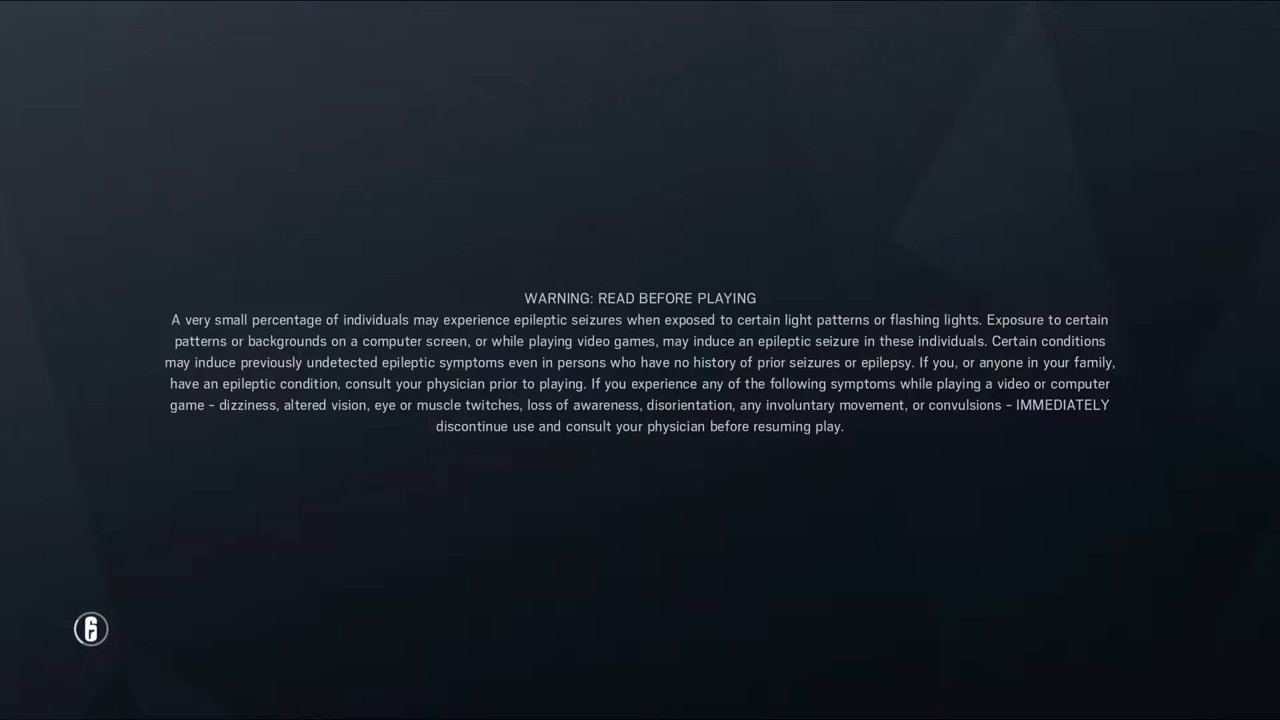 WARNING: READ BEFORE PLAYING
A very small percentage of individuals may experience epileptic seizures when exposed to certain light patterns or flashing lights. Exposure to certain
patterns or backgrounds on a computer screen, or while playing video games, may induce an epileptic seizure in these individuals. Certain conditions
may induce previously undetected epileptic symptoms even in persons who have no history of prior seizures or epilepsy. If you, or anyone in your family,
have an epileptic condition, consult your physician prior to playing. If you experience any of the following symptoms while playing a video or computer
game – dizziness, altered vision, eye or muscle twitches, loss of awareness, disorientation, any involuntary movement, or convulsions – IMMEDIATELY
discontinue use and consult your physician before resuming play.
6